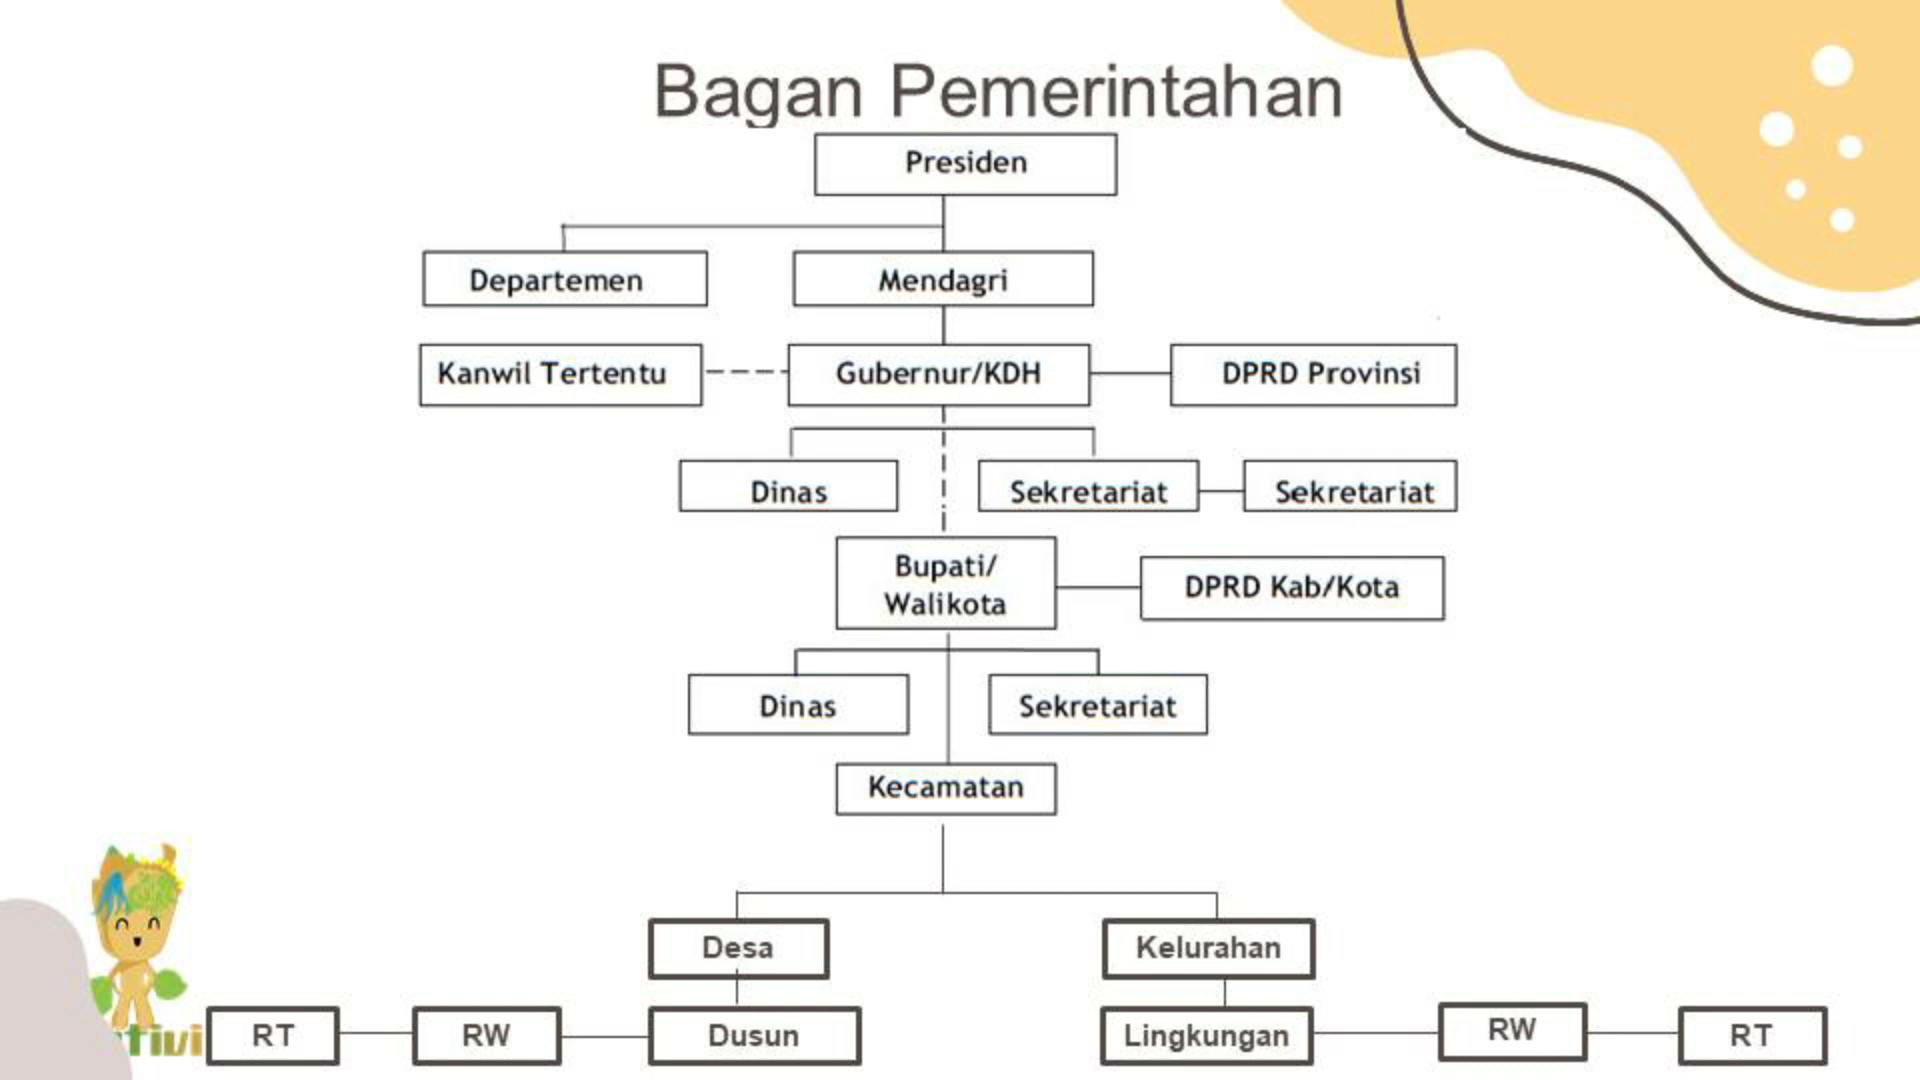 Bagan Pemerintahan
Presiden
Departemen
Mendagri
Kanwil Tertentu
Gubernur/KDH
DPRD Provinsi
Dinas
Sekretariat
Sekretariat
Bupati/
Walikota
DPRD Kab/Kota
Dinas
Sekretariat
Kecamatan
Desa
Kelurahan
RT
RW
Dusun
Lingkungan
RW
RT